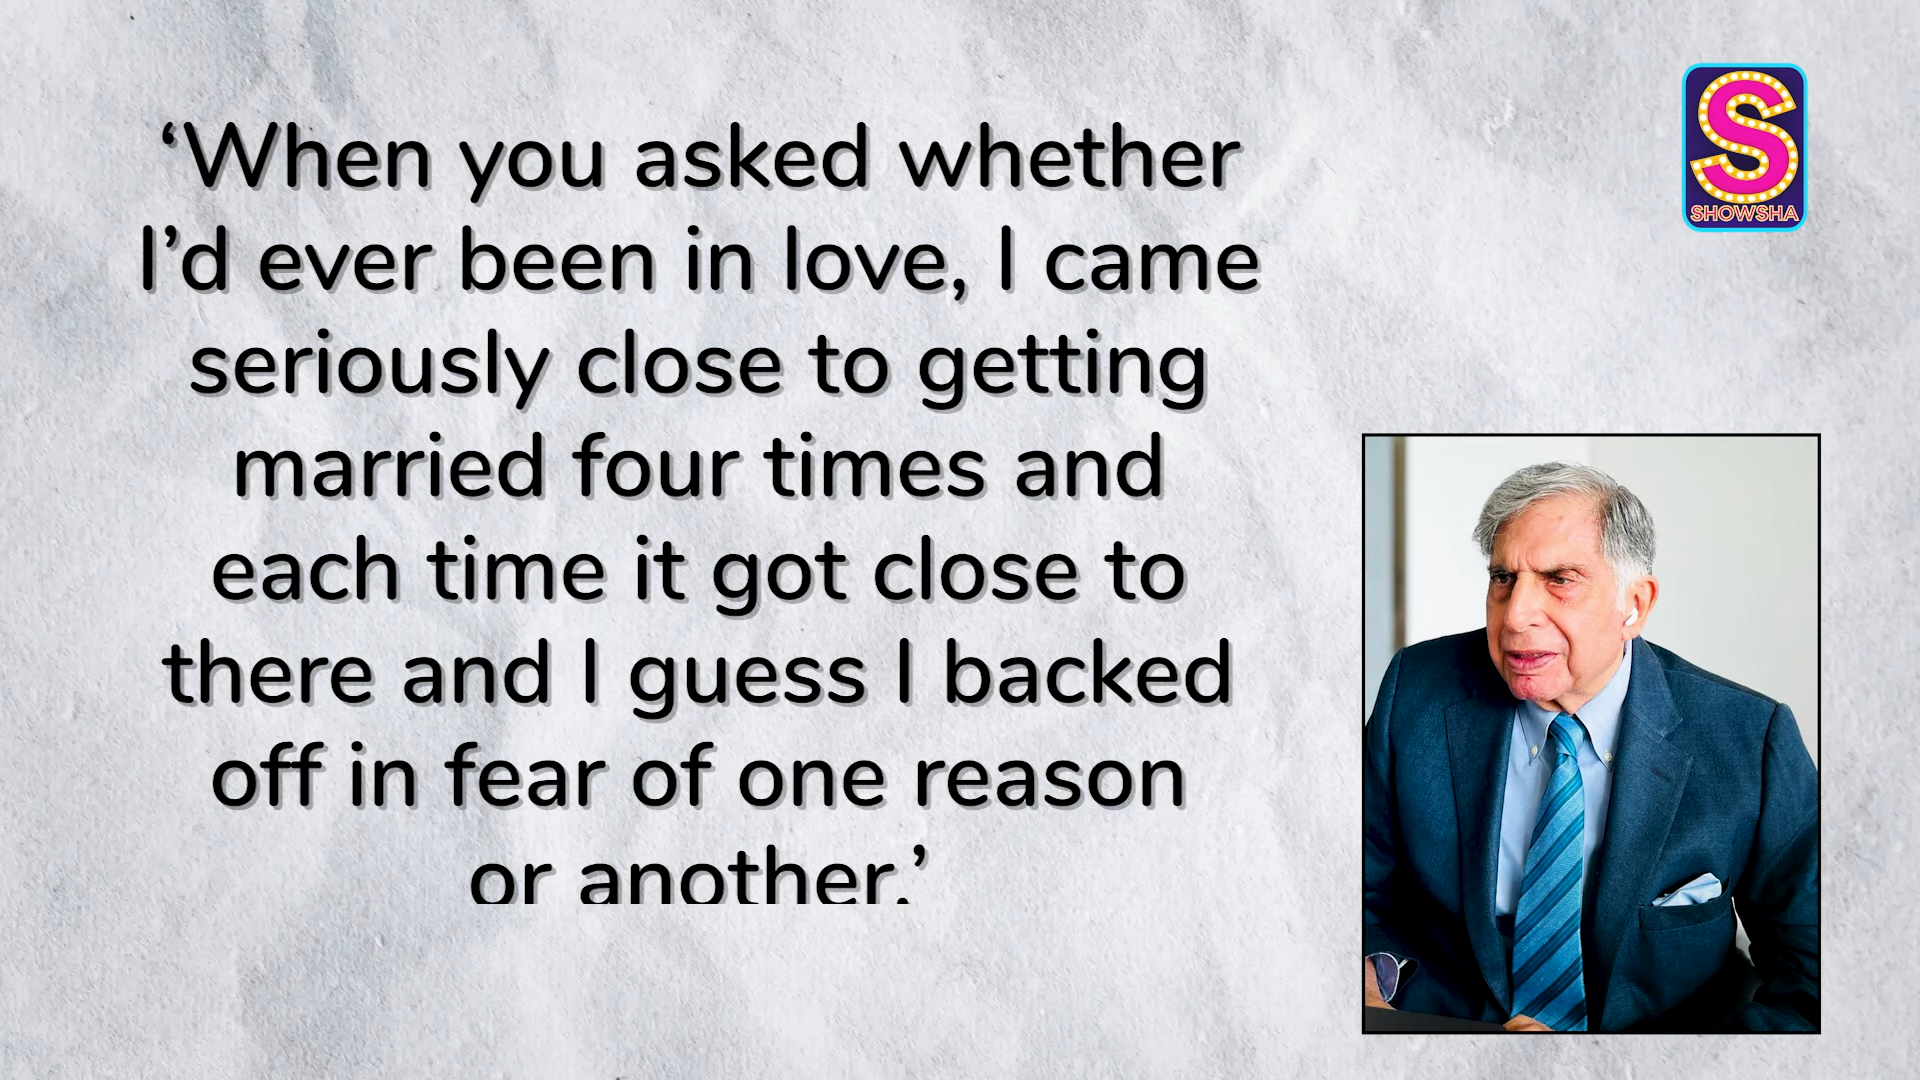 ‘When you asked whether
I’d ever been in love, I came
seriously close to getting
married four times and
each time it got close to
there and I guess I backed
off in fear of one reason
or another.’
S
SHOWSHA